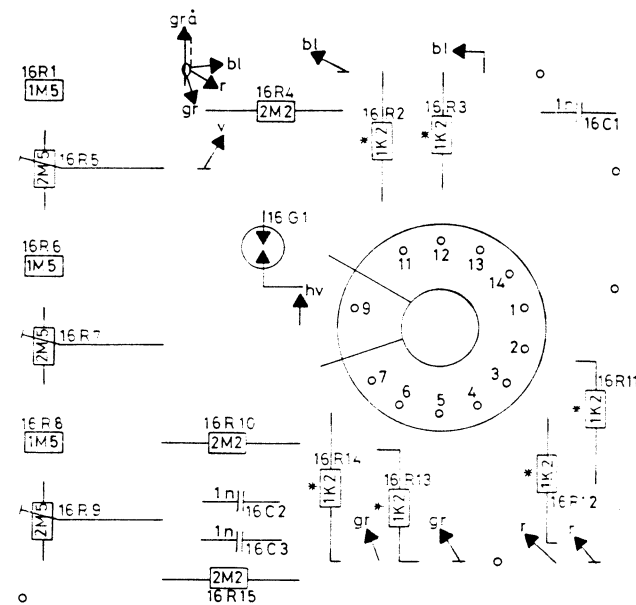 grå
bl
r
gr
16R1
1M5
16R4
2M2
bl
bl
16R2
* 1K2
16R3
* 1K2
1n
16C1
v
16R5
2M5
16G1
hv
16R6
1M5
16R7
2M5
11
12
13
14
1
2
3
4
5
6
7
9
16R11
* 1K2
16R8
1M5
16R10
2M2
16R14
* 1K2
16R13
* 1K2
* 1K2
16R12
16R9
2M5
1n
16C2
1n
16C3
gr
gr
r
r
2M2
16R15